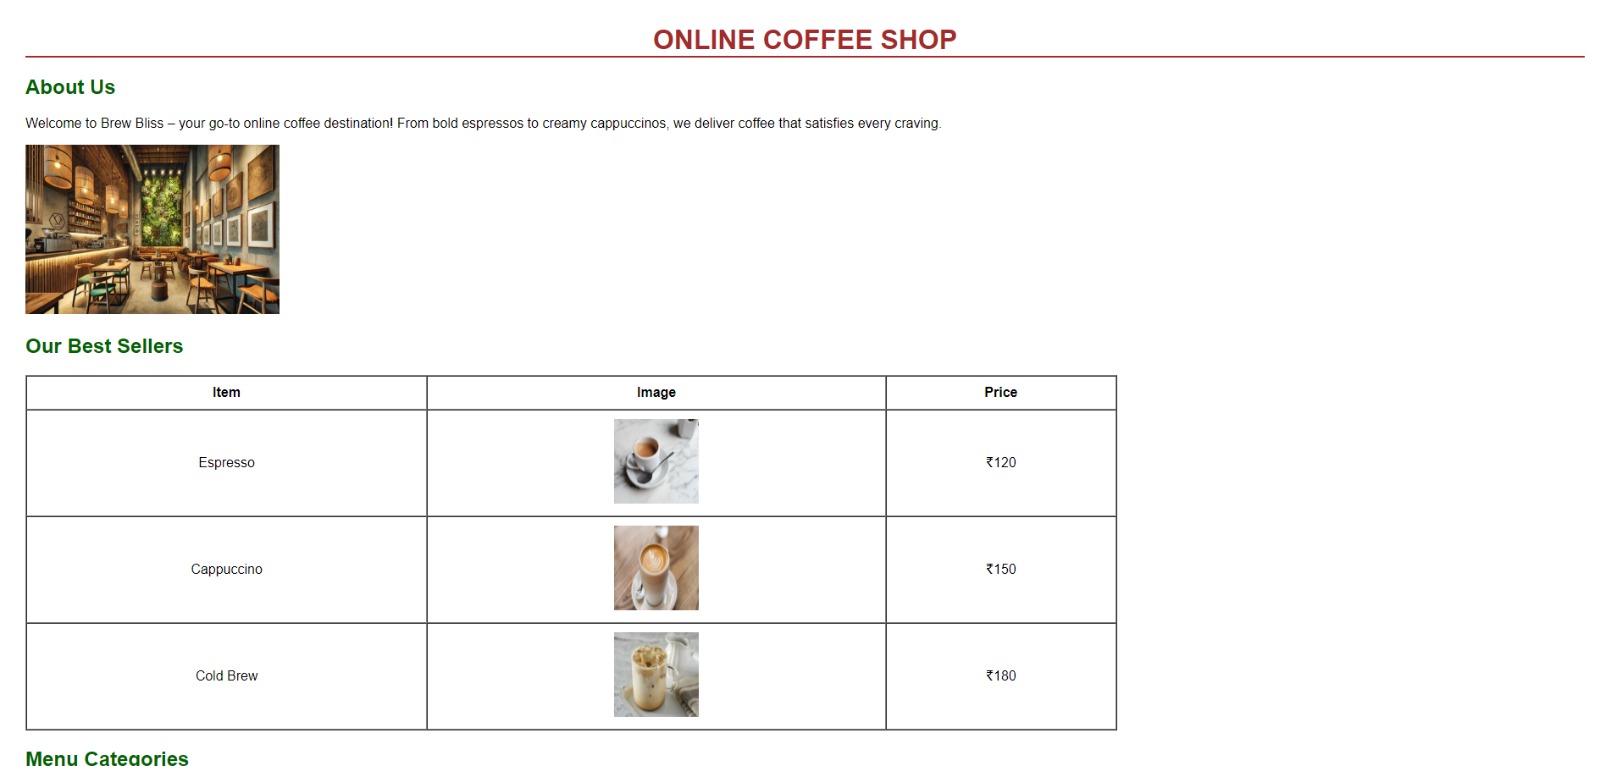 ONLINE COFFEE SHOP
About Us
Welcome to Brew Bliss – your go-to online coffee destination! From bold espressos to creamy cappuccinos, we deliver coffee that satisfies every craving.
Our Best Sellers
Item Image Price
Espresso ₹120
Cappuccino ₹150
Cold Brew ₹180
Menu Categories